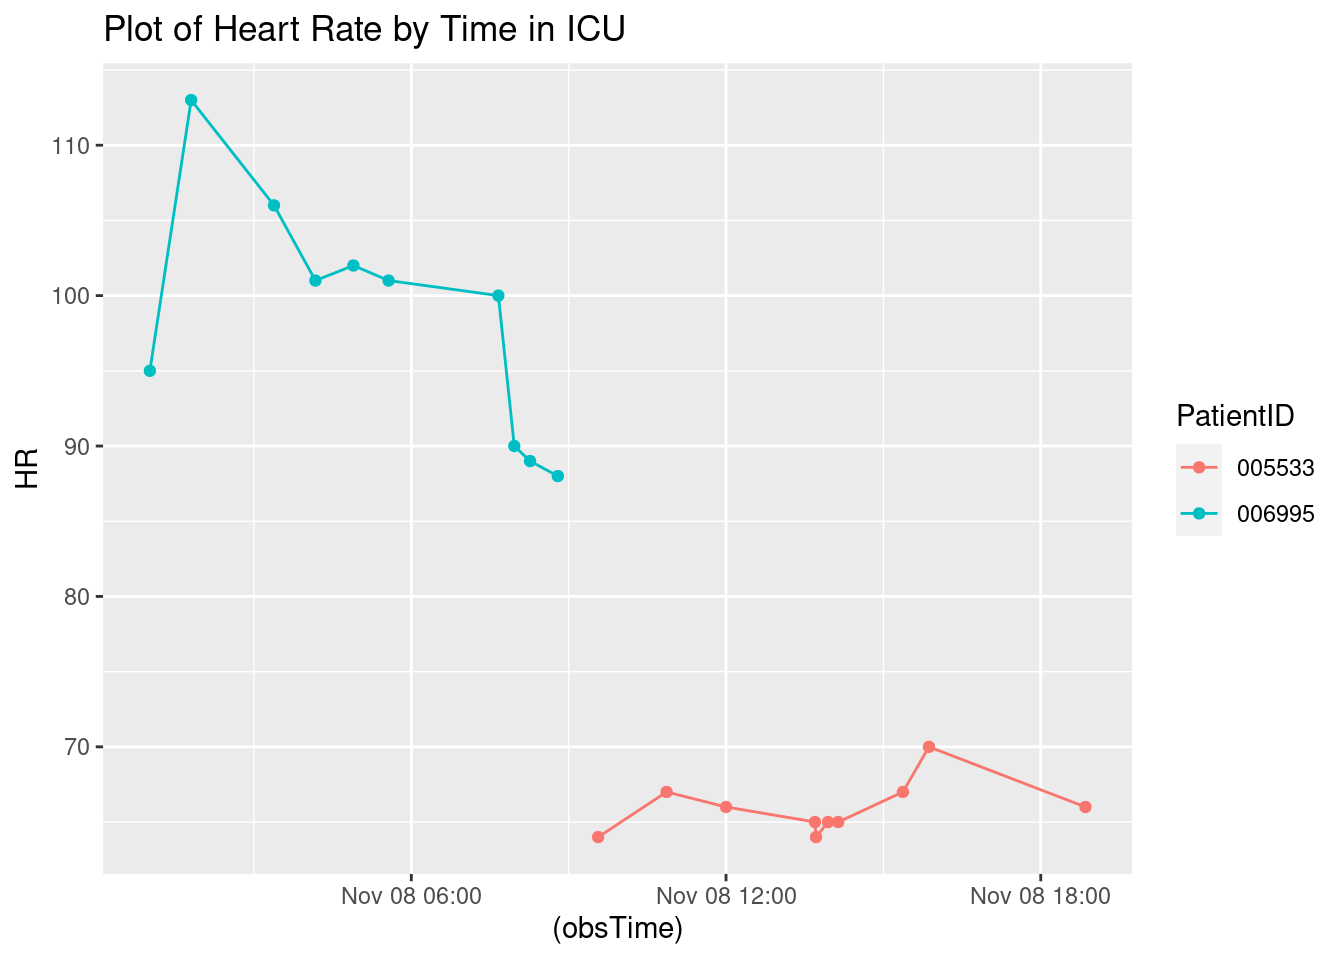 Plot of Heart Rate by Time in ICU
110
100
90
80
70
HR
Nov 08 06:00
Nov 08 12:00
Nov 08 18:00
(obsTime)
PatientID
005533
006995